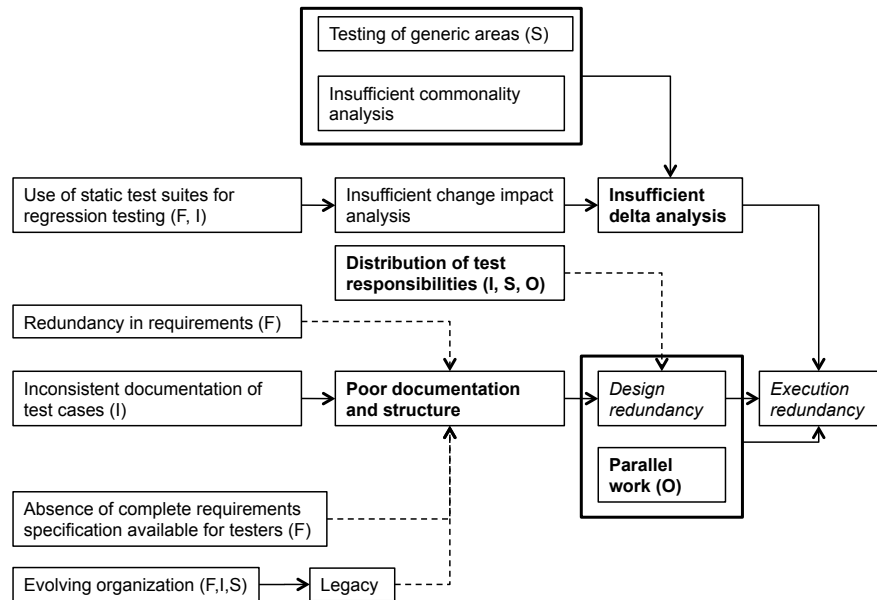 Testing of generic areas (S)
Insufficient commonality
analysis
Use of static test suites for
regression testing (F, I)
Insufficient change impact
analysis
Insufficient
delta analysis
Distribution of test
responsibilities (I, S, O)
Redundancy in requirements (F)
Inconsistent documentation of
test cases (I)
Poor documentation
and structure
Design
redundancy
Execution
redundancy
Parallel
work (O)
Absence of complete requirements
specification available for testers (F)
Evolving organization (F,I,S)
Legacy